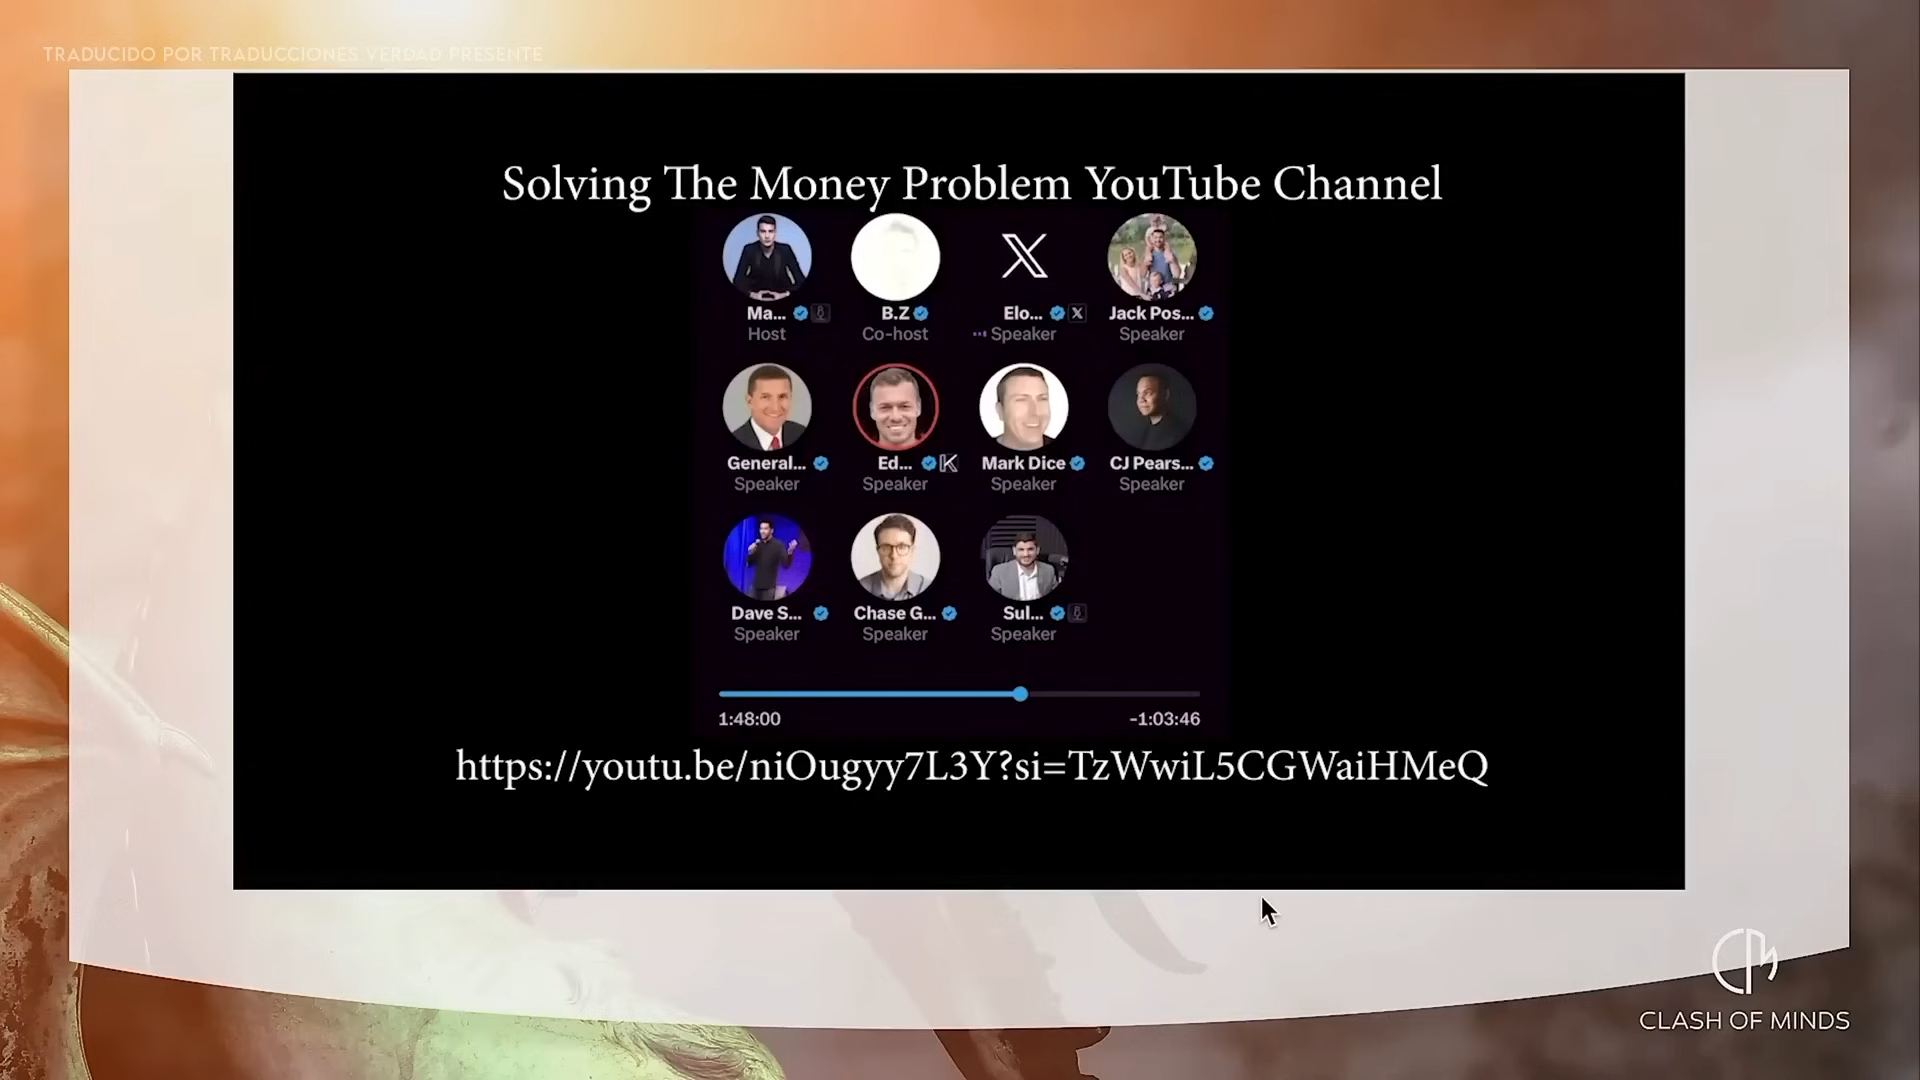 TRADUCIDO POR TRADUCCIONES VERDAD PRESENTE
Solving The Money Problem YouTube Channel
Ma... B.Z Elo... Jack Pos...
Host Co-host Speaker Speaker
General... Ed... Mark Dice CJ Pears...
Speaker Speaker Speaker Speaker
Dave S... Chase G... Sul...
Speaker Speaker Speaker
1:48:00 -1:03:46
https://youtu.be/niOugyy7L3Y?si=TzWwiL5CGWaiHMeQ
CLASH OF MINDS